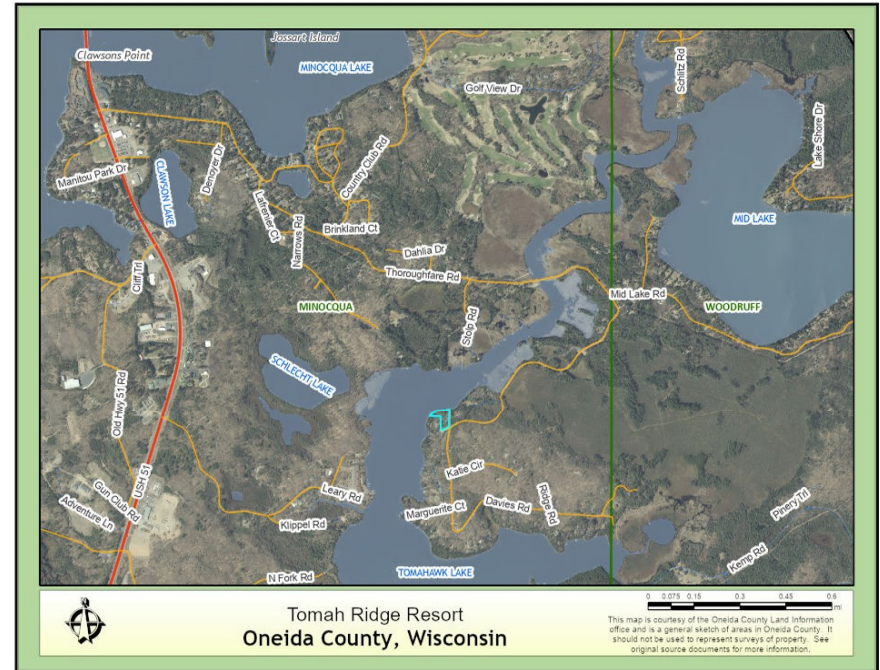 Clawsons Point
Jossart Island
MINOCQUA LAKE
Golf View Dr
Schlitz Rd
Lake Shore Dr
Manitou Park Dr
CLAWSON LAKE
Denoyer Dr
Country Club Rd
Lafrenier Ct
Narrows Rd
Brinkland Ct
MID LAKE
Dahlia Dr
Thoroughfare Rd
Cliff Trl
Mid Lake Rd
MINOCQUA
WOODRUFF
Stolp Rd
SCHLECHT LAKE
Old Hwy 51 Rd
USH 51
Katie Cir
Gun Club Rd
Leary Rd
Ridge Rd
Davies Rd
Marguerite Ct
Adventure Ln
Klippel Rd
Pinery Trl
Kemp Rd
N Fork Rd
TOMAHAWK LAKE
Tomah Ridge Resort
Oneida County, Wisconsin
0 0.075 0.15 0.3 0.45 0.6
mi
This map is courtesy of the Oneida County Land Information
office and is a general sketch of areas in Oneida County. It
should not be used to represent surveys of property. See
original source documents for more information.